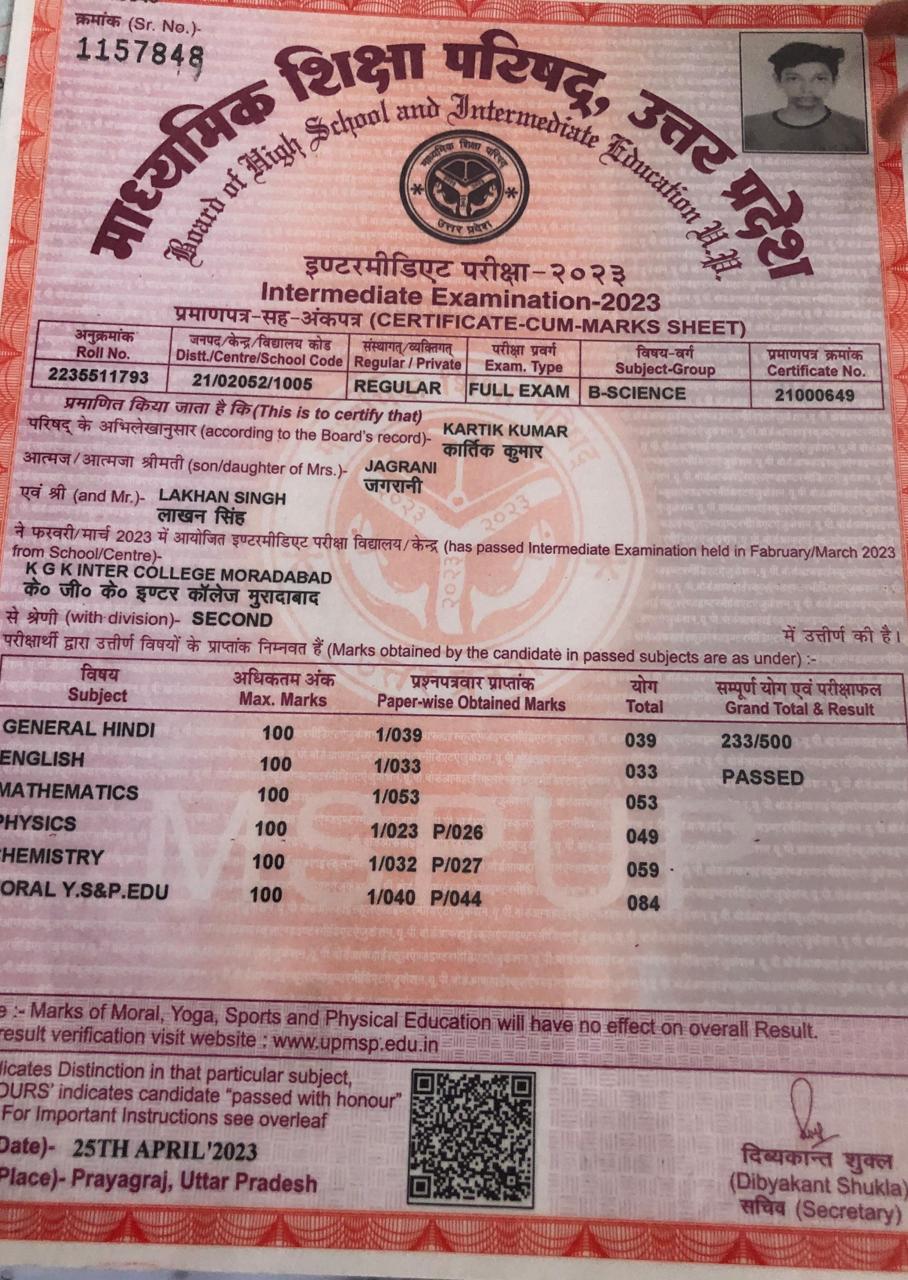 क्रमांक (Sr. No.)-
1157848
माध्यमिक शिक्षा परिषद्, उत्तर प्रदेश
Board of High School and Intermediate Education U.P.
माध्यमिक शिक्षा परिषद्
उत्तर प्रदेश
इण्टरमीडिएट परीक्षा-२०२३
Intermediate Examination-2023
प्रमाणपत्र-सह-अंकपत्र (CERTIFICATE-CUM-MARKS SHEET)
अनुक्रमांक जनपद/केन्द्र/विद्यालय कोड संस्थागत/व्यक्तिगत् परीक्षा प्रवर्ग विषय-वर्ग प्रमाणपत्र क्रमांक
Roll No. Distt./Centre/School Code Regular / Private Exam. Type Subject-Group Certificate No.
2235511793 21/02052/1005 REGULAR FULL EXAM B-SCIENCE 21000649
प्रमाणित किया जाता है कि (This is to certify that)
परिषद् के अभिलेखानुसार (according to the Board's record)- KARTIK KUMAR
कार्तिक कुमार
आत्मज/आत्मजा श्रीमती (son/daughter of Mrs.)- JAGRANI
जगरानी
एवं श्री (and Mr.)- LAKHAN SINGH
लाखन सिंह
ने फरवरी/मार्च 2023 में आयोजित इण्टरमीडिएट परीक्षा विद्यालय/केन्द्र (has passed Intermediate Examination held in Fabruary/March 2023
from School/Centre)-
K G K INTER COLLEGE MORADABAD
के० जी० के० इण्टर कॉलेज मुरादाबाद
से श्रेणी (with division)- SECOND में उत्तीर्ण की है।
परीक्षार्थी द्वारा उत्तीर्ण विषयों के प्राप्तांक निम्नवत हैं (Marks obtained by the candidate in passed subjects are as under) :-
विषय अधिकतम अंक प्रश्नपत्रवार प्राप्तांक योग सम्पूर्ण योग एवं परीक्षाफल
Subject Max. Marks Paper-wise Obtained Marks Total Grand Total & Result
GENERAL HINDI 100 1/039 039 233/500
ENGLISH 100 1/033 033 PASSED
MATHEMATICS 100 1/053 053
PHYSICS 100 1/023 P/026 049
HEMISTRY 100 1/032 P/027 059
ORAL Y.S&P.EDU 100 1/040 P/044 084
MSPUP
e :- Marks of Moral, Yoga, Sports and Physical Education will have no effect on overall Result.
result verification visit website : www.upmsp.edu.in
licates Distinction in that particular subject,
OURS' indicates candidate "passed with honour"
For Important Instructions see overleaf
Date)- 25TH APRIL'2023
Place)- Prayagraj, Uttar Pradesh
दिब्यकान्त शुक्ल
(Dibyakant Shukla)
सचिव (Secretary)